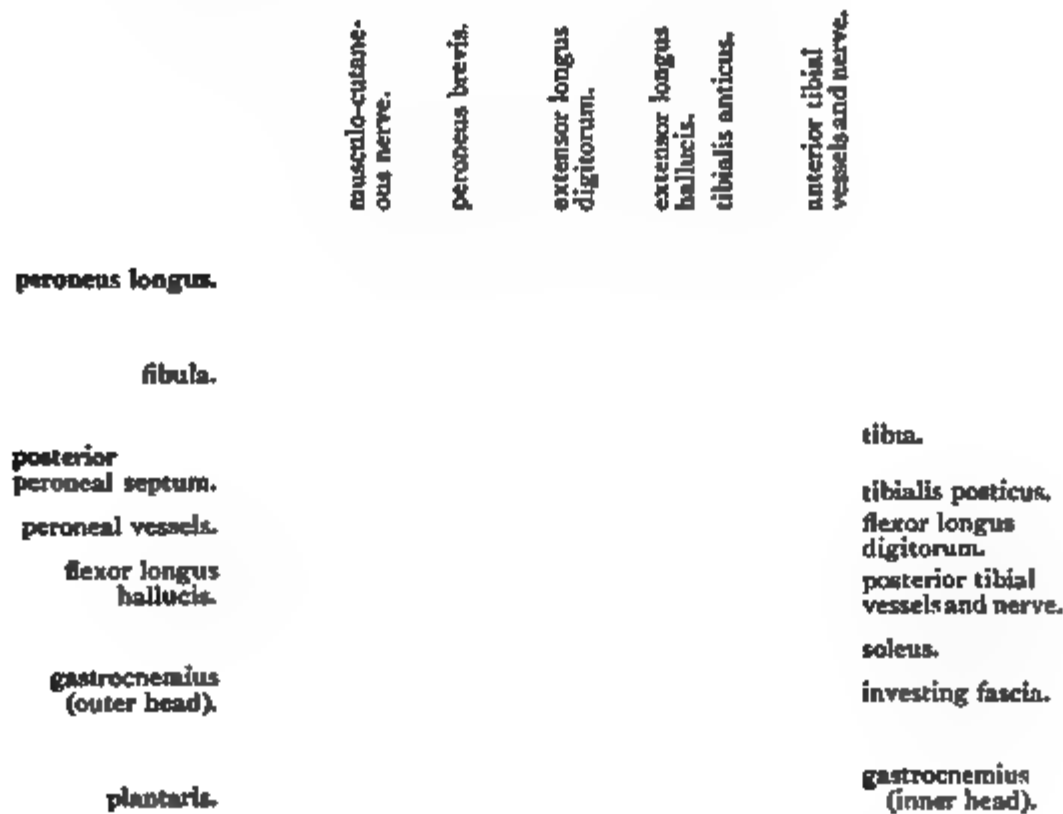 musculo-cutane-
ous nerve.
peroneus brevis.
extensor longus
digitorum.
extensor longus
hallucis.
tibialis anticus.
anterior tibial
vessels and nerve.
peroneus longus.
fibula.
posterior
peroneal septum.
peroneal vessels.
flexor longus
hallucis.
gastrocnemius
(outer head).
plantaris.
tibia.
tibialis posticus.
flexor longus
digitorum.
posterior tibial
vessels and nerve.
soleus.
investing fascia.
gastrocnemius
(inner head).